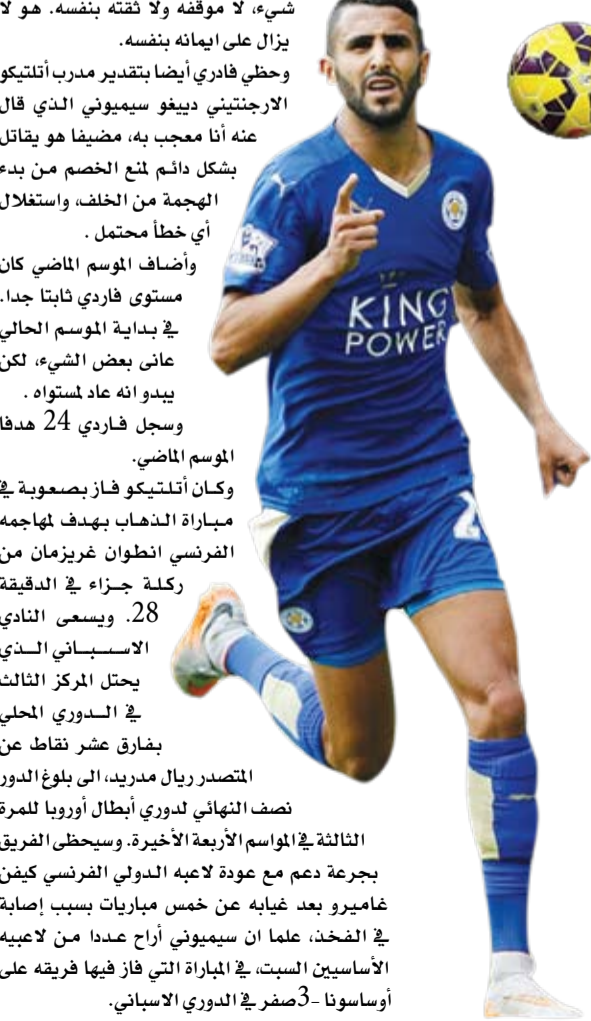 شيء، لا موقفه ولا ثقته بنفسه. هو لا
يزال على ايمانه بنفسه.
وحظي فادري أيضا بتقدير مدرب أتلتيكو
الارجنتيني دييغو سيميوني الذي قال
عنه أنا معجب به، مضيفا هو يقاتل
بشكل دائم لمنع الخصم من بدء
الهجمة من الخلف، واستغلال
أي خطأ محتمل .
وأضاف الموسم الماضي كان
مستوى فاردي ثابتا جدا.
في بداية الموسم الحالي
عانى بعض الشيء، لكن
يبدو انه عاد لمستواه .
وسجل فاردي 24 هدفا
الموسم الماضي.
وكان أتلتيكو فاز بصعوبة في
مباراة الذهاب بهدف لمهاجمه
الفرنسي انطوان غريزمان من
ركلة جزاء في الدقيقة
28. ويسعى النادي
الاسباني الذي
يحتل المركز الثالث
في الدوري المحلي
بفارق عشر نقاط عن
المتصدر ريال مدريد، الى بلوغ الدور
نصف النهائي لدوري أبطال أوروبا للمرة
الثالثة في المواسم الأربعة الأخيرة. وسيحظى الفريق
بجرعة دعم مع عودة لاعبه الدولي الفرنسي كيفن
غاميرو بعد غيابه عن خمس مباريات بسبب إصابة
في الفخذ، علما ان سيميوني أراح عددا من لاعبيه
الأساسيين السبت، في المباراة التي فاز فيها فريقه على
أوساسونا -3صفر في الدوري الاسباني.
KING
POWER
2